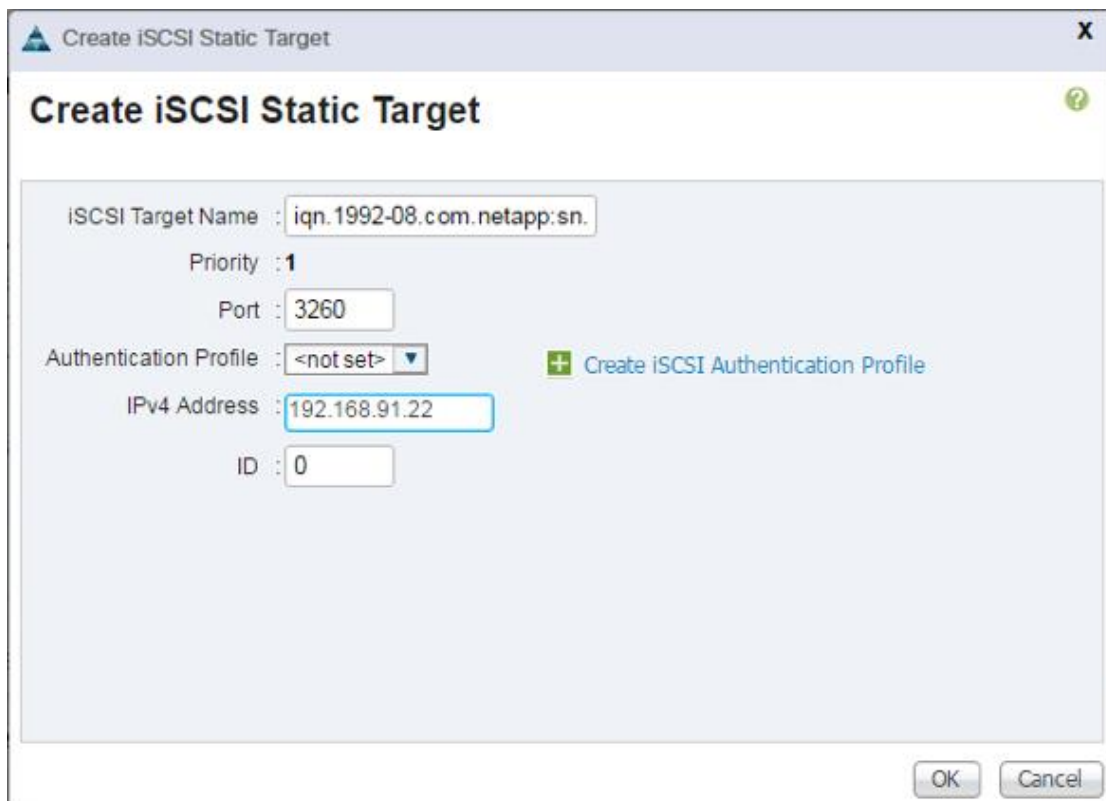 Create iSCSI Static Target X
Create iSCSI Static Target ?
iSCSI Target Name : iqn.1992-08.com.netapp:sn.
Priority : 1
Port : 3260
Authentication Profile : <not set> Create iSCSI Authentication Profile
IPv4 Address : 192.168.91.22
ID : 0
OK Cancel